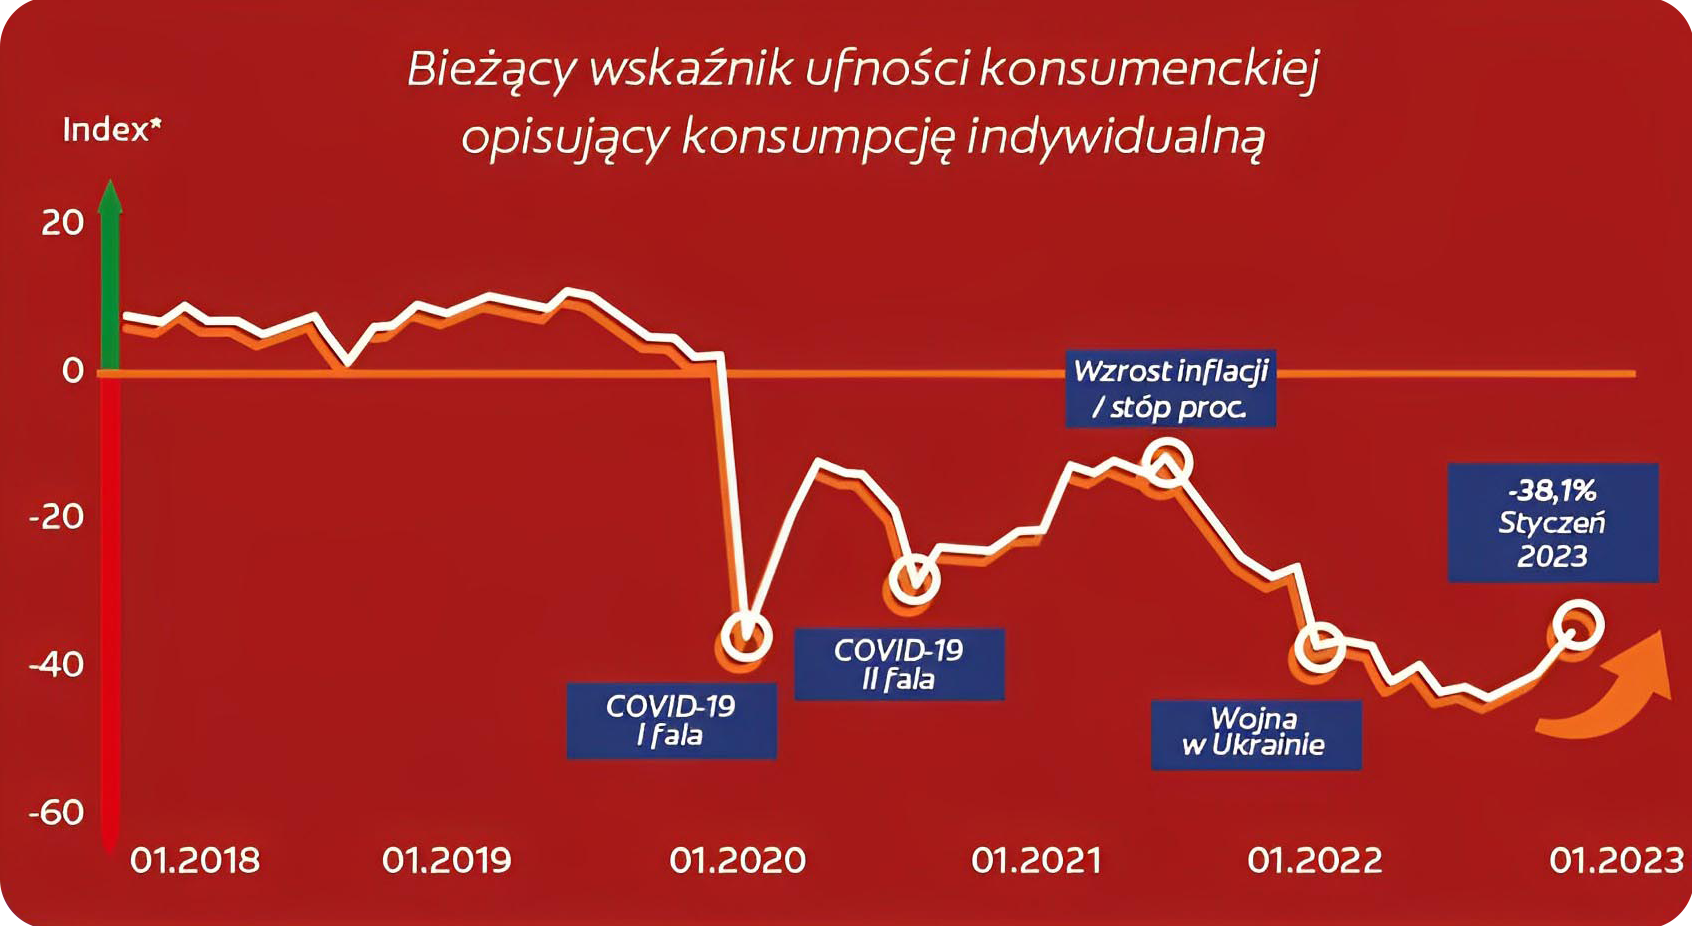 Bieżący wskaźnik ufności konsumenckiej
opisujący konsumpcję indywidualną
Index*
20
0
-20
-40
-60
Wzrost inflacji
/ stóp proc.
-38,1%
Styczeń
2023
COVID-19
I fala
COVID-19
II fala
Wojna
w Ukrainie
01.2018
01.2019
01.2020
01.2021
01.2022
01.2023